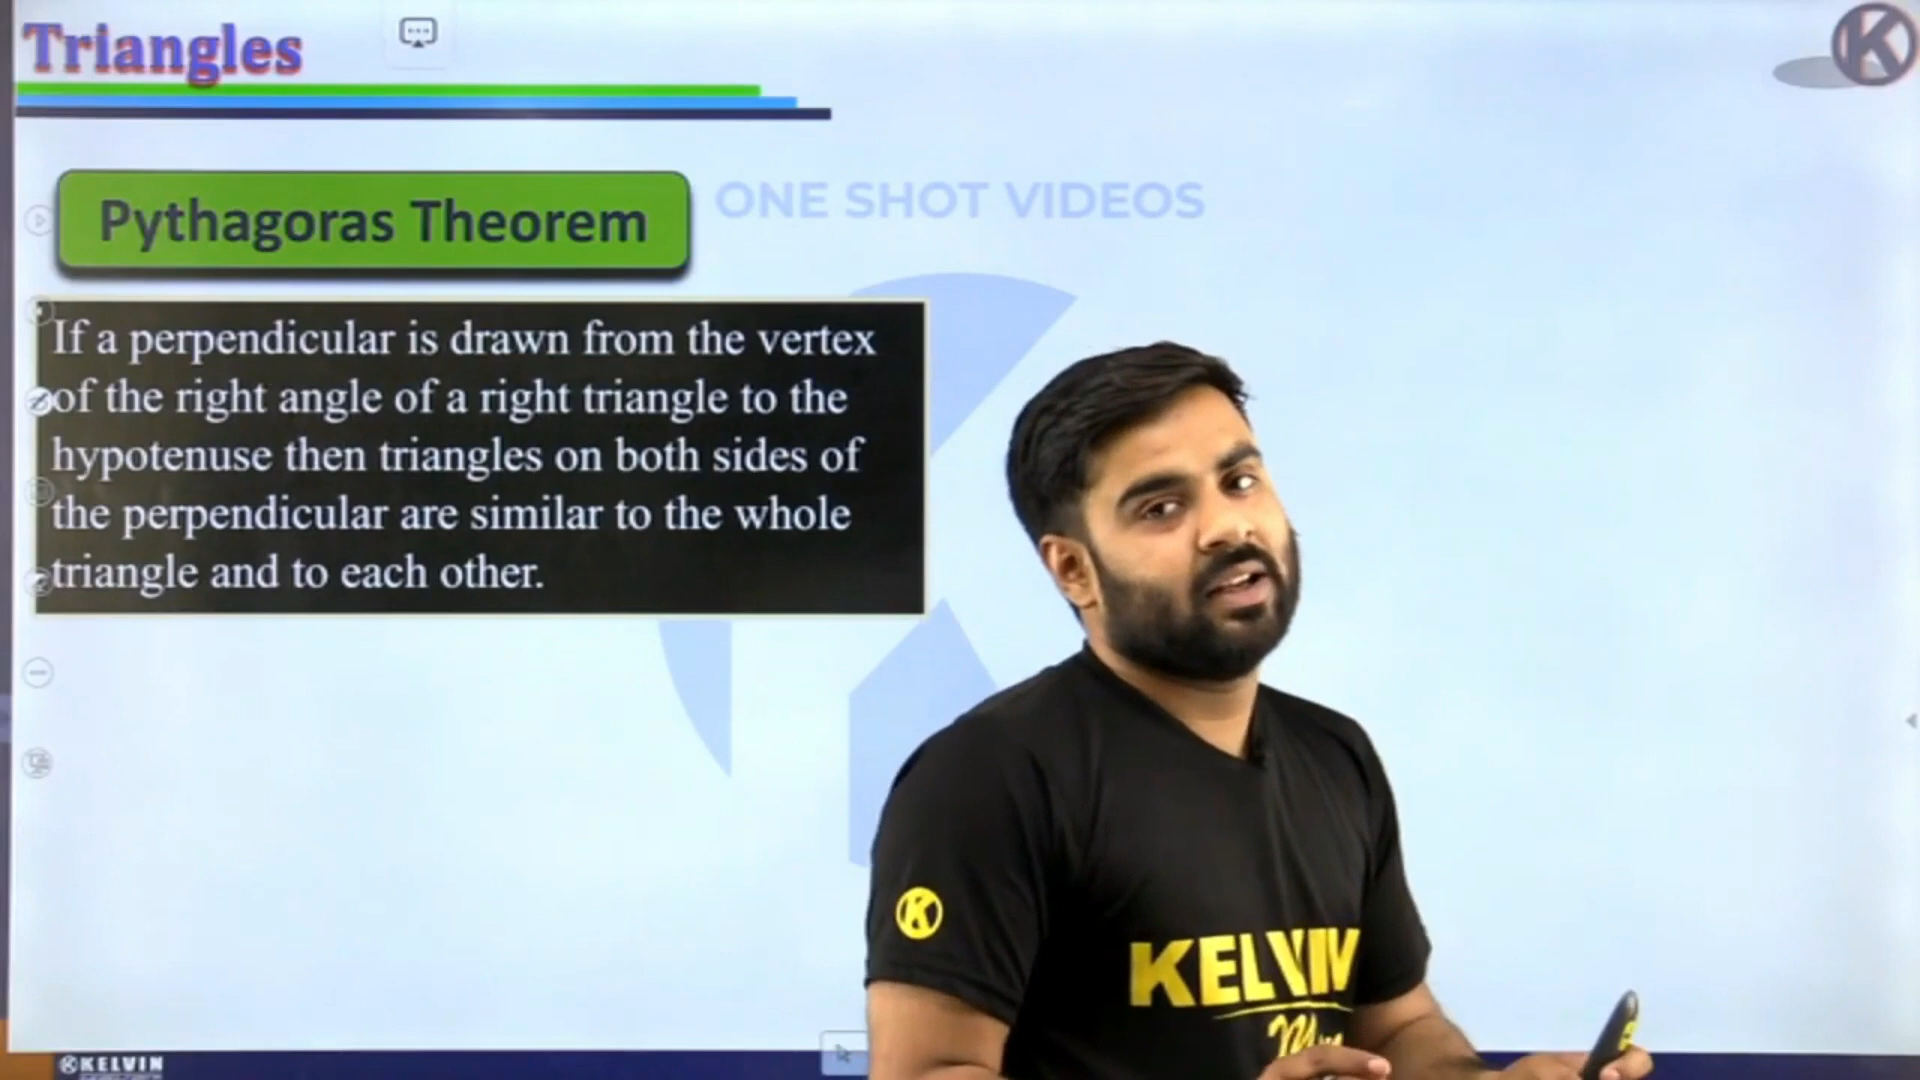 Triangles
Pythagoras Theorem
ONE SHOT VIDEOS
If a perpendicular is drawn from the vertex
of the right angle of a right triangle to the
hypotenuse then triangles on both sides of
the perpendicular are similar to the whole
triangle and to each other.
K
KELVIN
KELVIN